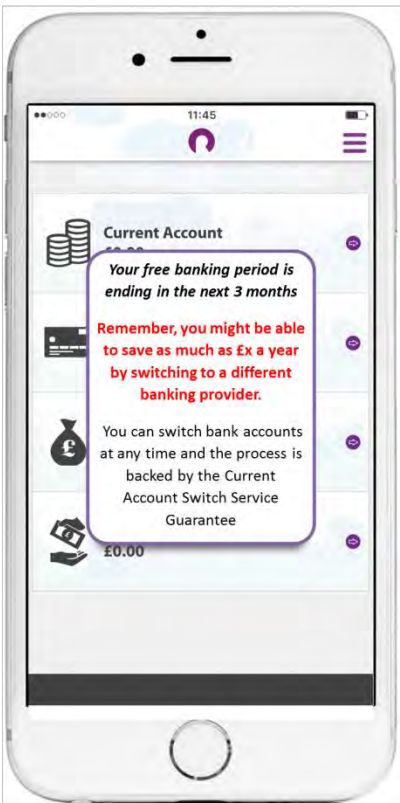 11:45
Current Account
Your free banking period is
ending in the next 3 months
Remember, you might be able
to save as much as £x a year
by switching to a different
banking provider.
You can switch bank accounts
at any time and the process is
backed by the Current
Account Switch Service
Guarantee
£0.00